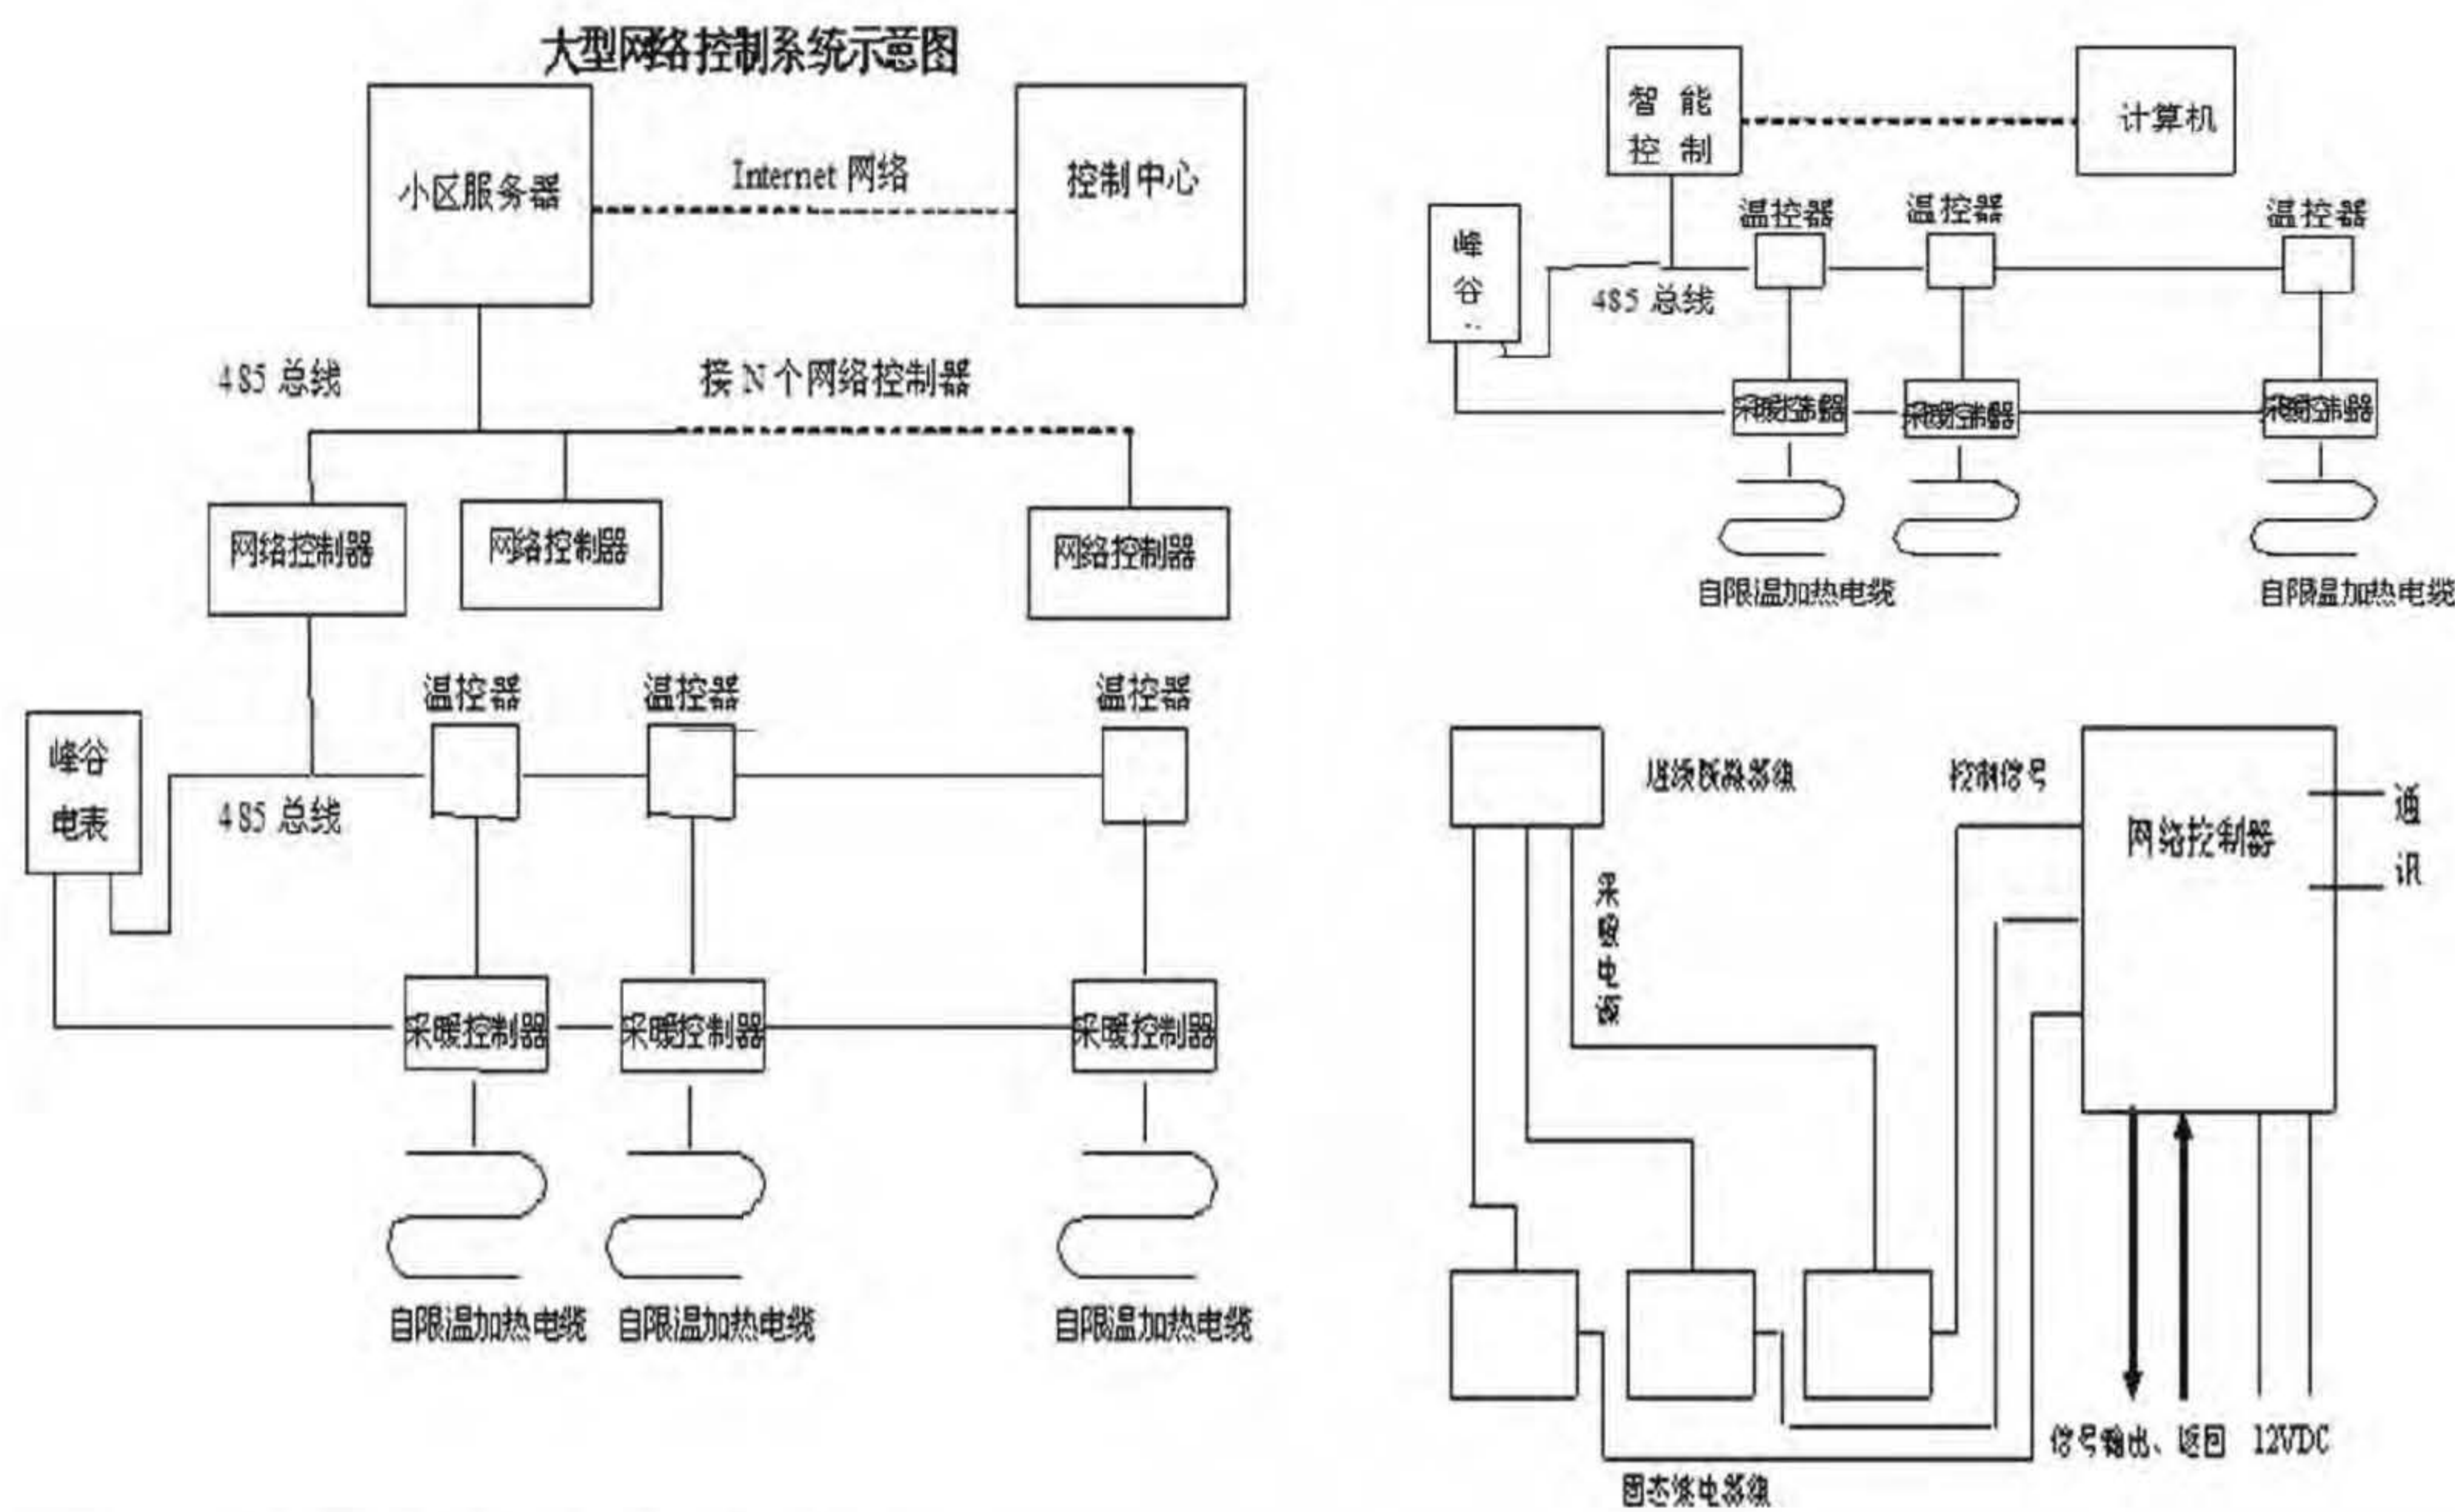 大型网络控制系统示意图
小区服务器
Internet 网络
控制中心
485 总线
接 N 个网络控制器
网络控制器
网络控制器
网络控制器
温控器
温控器
温控器
峰谷
电表
485 总线
采暖控制器
采暖控制器
采暖控制器
自限温加热电缆
自限温加热电缆
自限温加热电缆
智能
控制
计算机
温控器
温控器
温控器
峰
谷
485 总线
采暖控制器
采暖控制器
采暖控制器
自限温加热电缆
自限温加热电缆
断路器组
控制信号
网络控制器
通
讯
采
暖
电
源
信号输出、返回
12VDC
固态继电器组